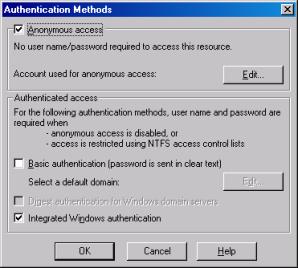 Authentication Methods
Anonymous access
No user name/password required to access this resource.
Account used for anonymous access:
Edit...
Authenticated access
For the following authentication methods, user name and password are
required when
- anonymous access is disabled, or
- access is restricted using NTFS access control lists
Basic authentication (password is sent in clear text)
Select a default domain:
Edit...
Digest authentication for Windows domain servers
Integrated Windows authentication
OK
Cancel
Help